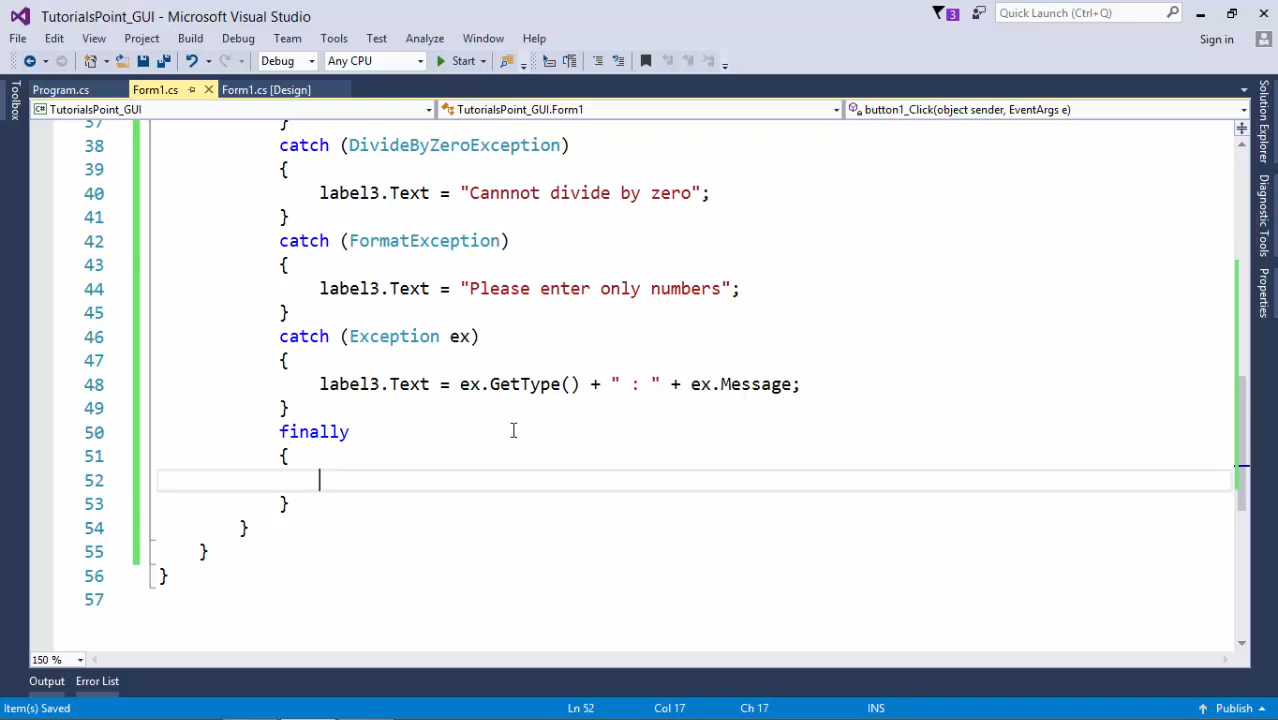 TutorialsPoint_GUI - Microsoft Visual Studio
3
Quick Launch (Ctrl+Q)
File Edit View Project Build Debug Team Tools Test Analyze Window Help
Sign in
Debug Any CPU Start
Program.cs Form1.cs Form1.cs [Design]
TutorialsPoint_GUI TutorialsPoint_GUI.Form1 button1_Click(object sender, EventArgs e)
Toolbox
Solution Explorer
Diagnostic Tools
Properties
37 }
38 catch (DivideByZeroException)
39 {
40 label3.Text = "Cannnot divide by zero";
41 }
42 catch (FormatException)
43 {
44 label3.Text = "Please enter only numbers";
45 }
46 catch (Exception ex)
47 {
48 label3.Text = ex.GetType() + " : " + ex.Message;
49 }
50 finally
51 {
52
53 }
54 }
55 }
56 }
57
150 %
Output Error List
Item(s) Saved Ln 52 Col 17 Ch 17 INS Publish